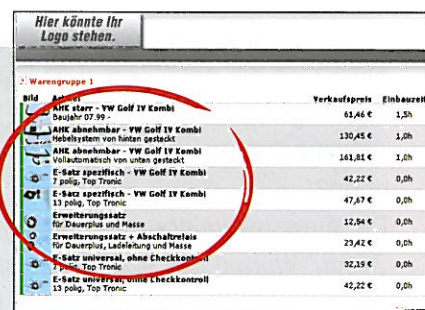 Hier könnte Ihr
Logo stehen.
Warengruppe 1
Bild Artikel Verkaufspreis Einbauzeit
AHK starr - VW Golf IV Kombi 61,46 € 1,5h
Baujahr 07.99 -
AHK abnehmbar - VW Golf IV Kombi 130,45 € 1,0h
Hebelsystem von hinten gesteckt
AHK abnehmbar - VW Golf IV Kombi 161,81 € 1,0h
Vollautomatisch von unten gesteckt
E-Satz spezifisch - VW Golf IV Kombi 42,22 € 0,0h
7 polig, Top Tronic
E-Satz spezifisch - VW Golf IV Kombi 47,67 € 0,0h
13 polig, Top Tronic
Erweiterungssatz 12,54 € 0,0h
für Dauerplus und Masse
Erweiterungssatz + Abschaltrelais 23,42 € 0,0h
für Dauerplus, Ladeleitung und Masse
E-Satz universal, ohne Checkkontroll 32,19 € 0,0h
7 polig, Top Tronic
E-Satz universal, ohne Checkkontroll 42,22 € 0,0h
13 polig, Top Tronic